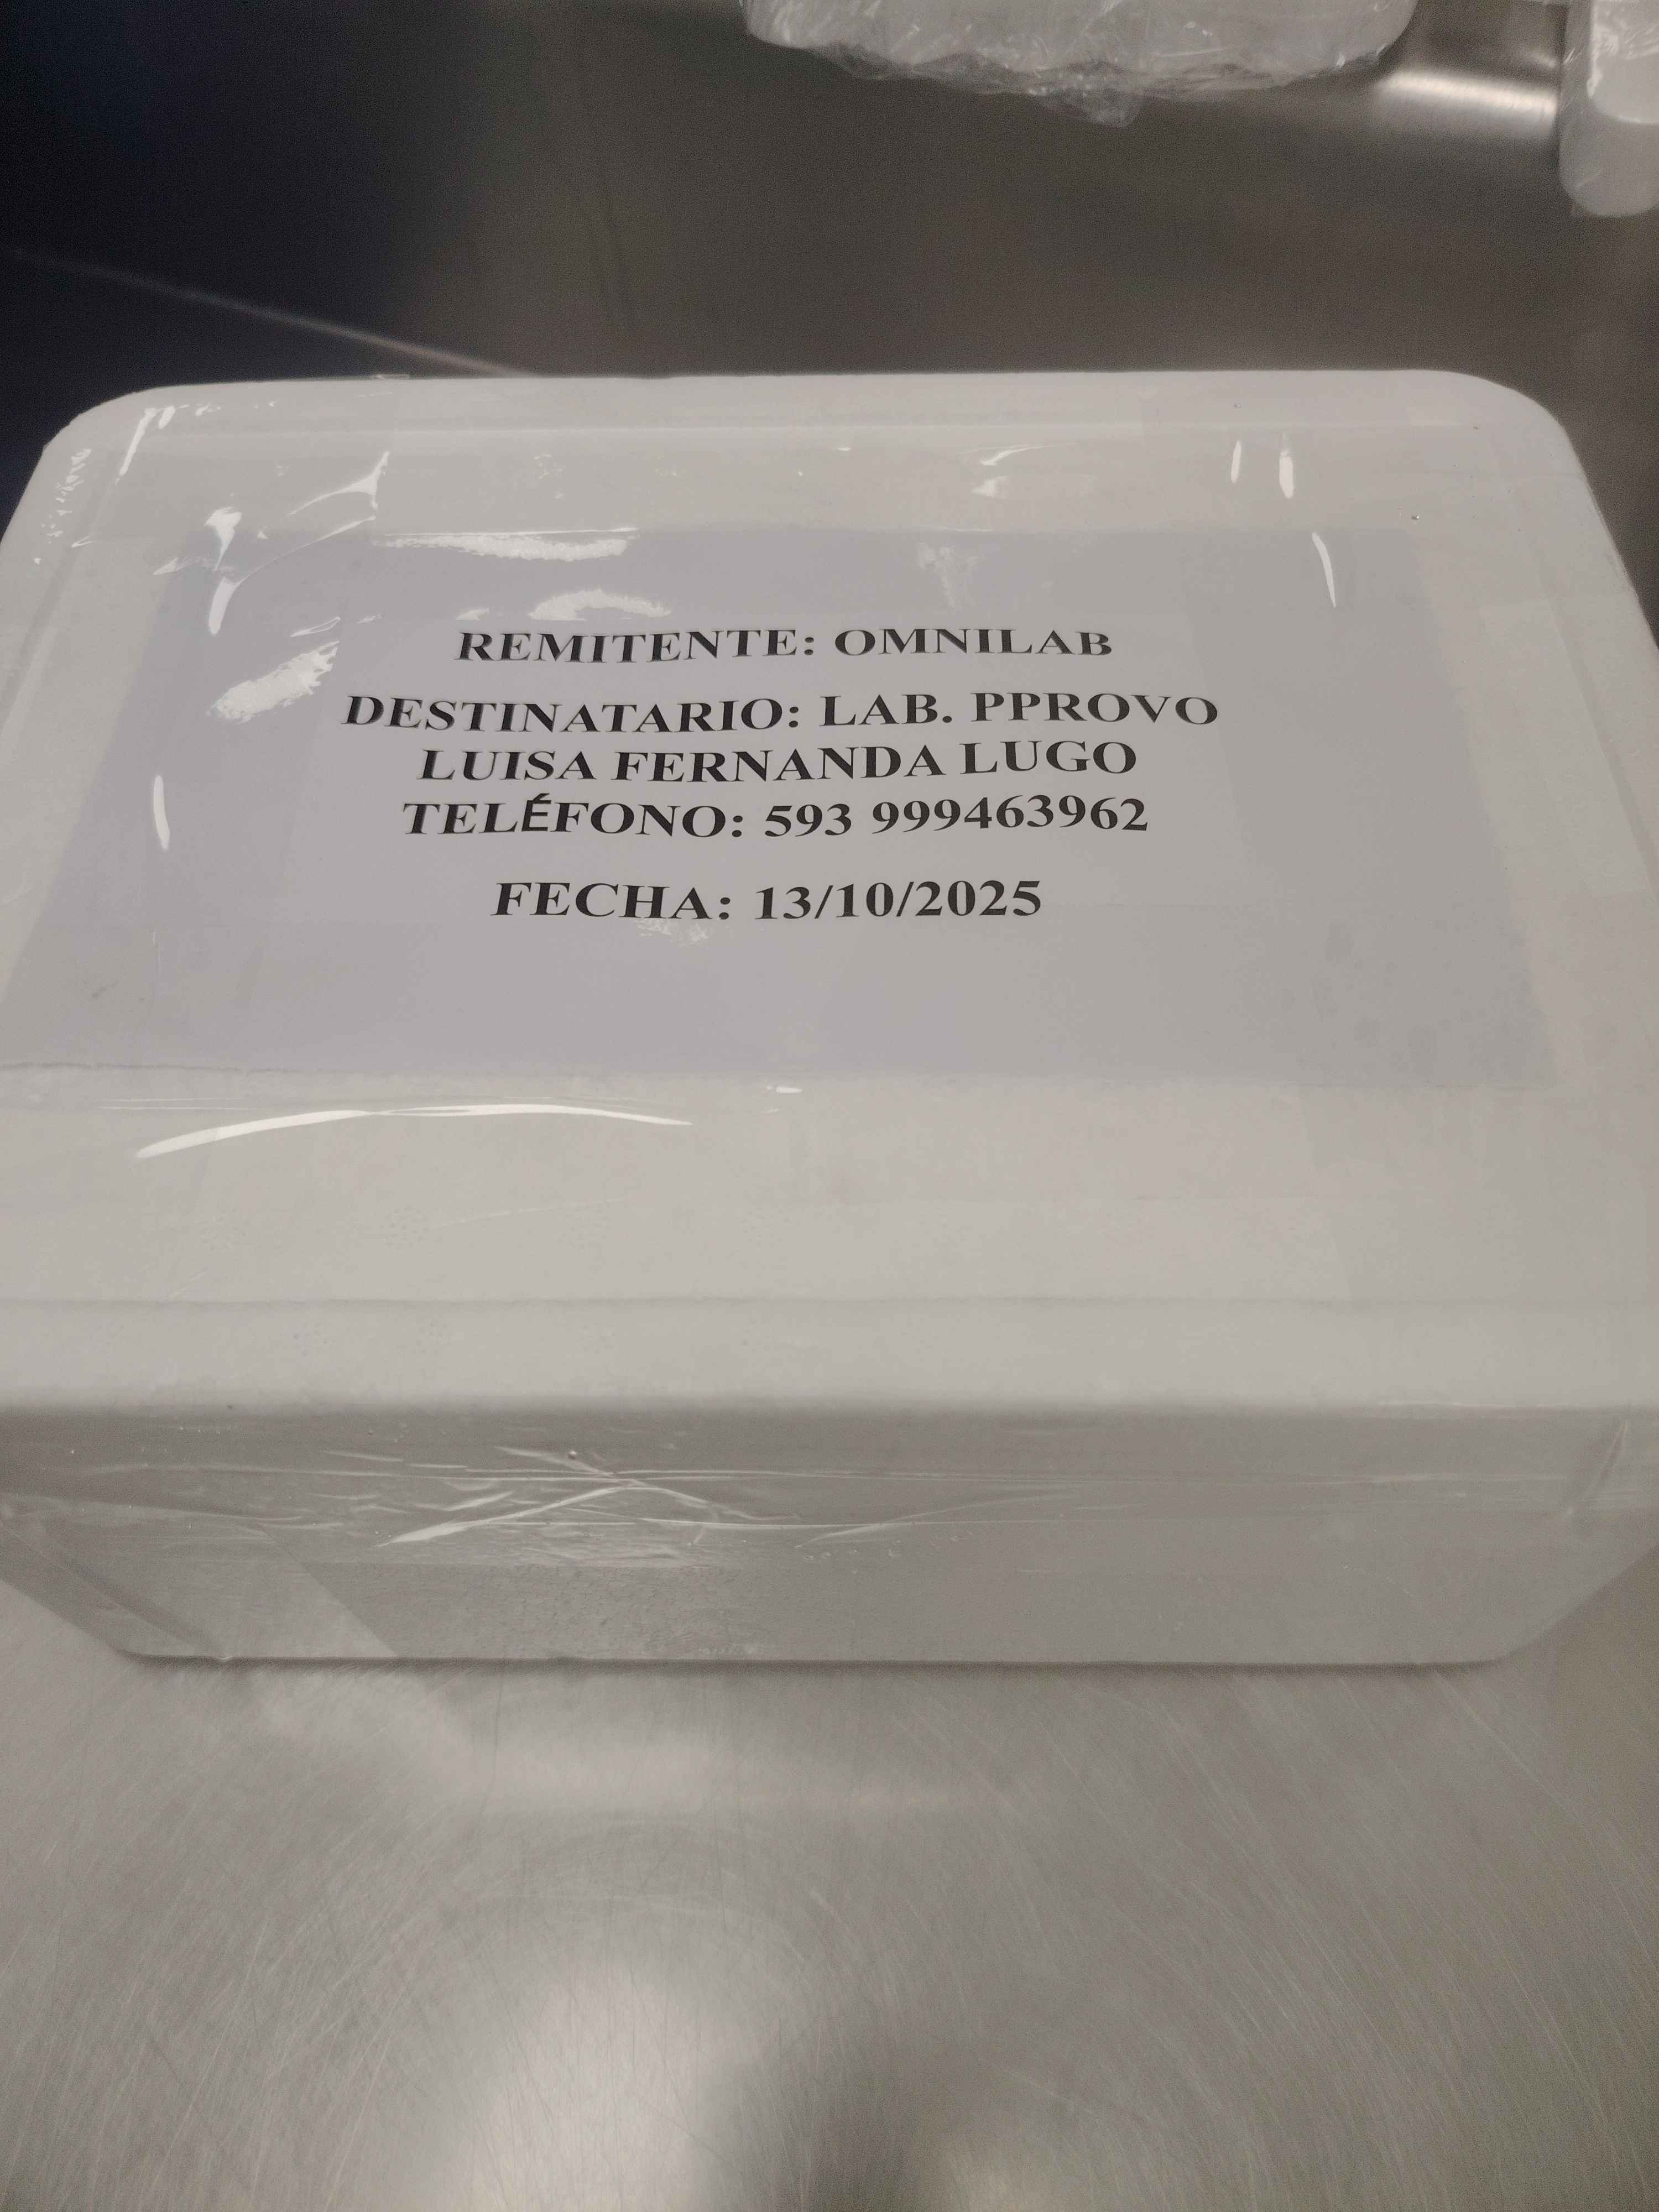 REMITENTE: OMNILAB
DESTINATARIO: LAB. PPROVO
LUISA FERNANDA LUGO
TELÉFONO: 593 999463962
FECHA: 13/10/2025